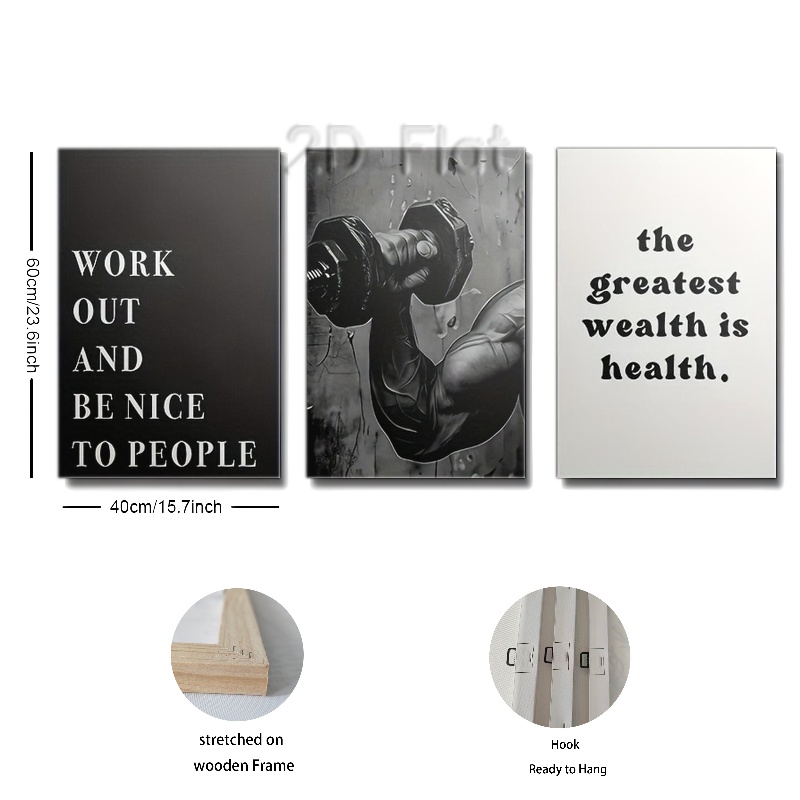 2D Flat
WORK
OUT
AND
BE NICE
TO PEOPLE
the
greatest
wealth is
health.
60cm/23.6inch
40cm/15.7inch
stretched on
wooden Frame
Hook
Ready to Hang